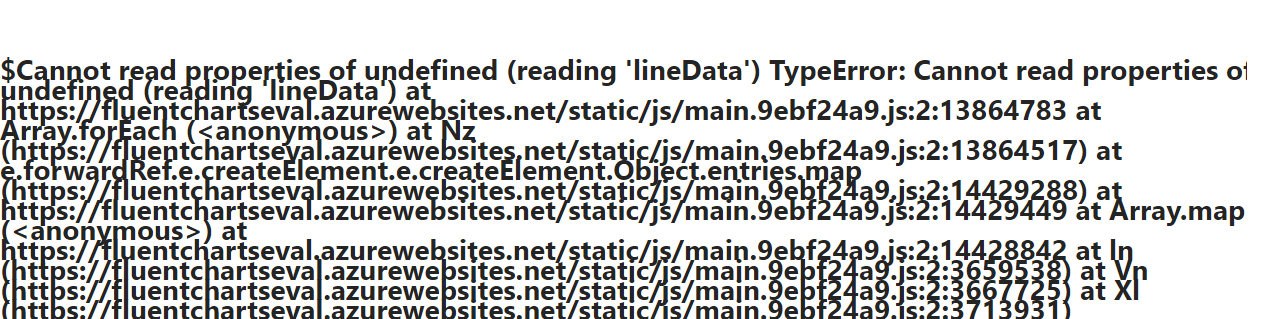 $Cannot read properties of undefined (reading 'lineData') TypeError: Cannot read properties of
undefined (reading 'lineData') at
https://fluentchartseval.azurewebsites.net/static/js/main.9ebf24a9.js:2:13864783 at
Array.forEach (<anonymous>) at Nz
(https://fluentchartseval.azurewebsites.net/static/js/main.9ebf24a9.js:2:13864517) at
e.forwardRef.e.createElement.e.createElement.Object.entries.map
(https://fluentchartseval.azurewebsites.net/static/js/main.9ebf24a9.js:2:14429288) at
https://fluentchartseval.azurewebsites.net/static/js/main.9ebf24a9.js:2:14429449 at Array.map
(<anonymous>) at
https://fluentchartseval.azurewebsites.net/static/js/main.9ebf24a9.js:2:14428842 at ln
(https://fluentchartseval.azurewebsites.net/static/js/main.9ebf24a9.js:2:3659538) at Vn
(https://fluentchartseval.azurewebsites.net/static/js/main.9ebf24a9.js:2:3667725) at Xl
(https://fluentchartseval.azurewebsites.net/static/js/main.9ebf24a9.js:2:3713931)